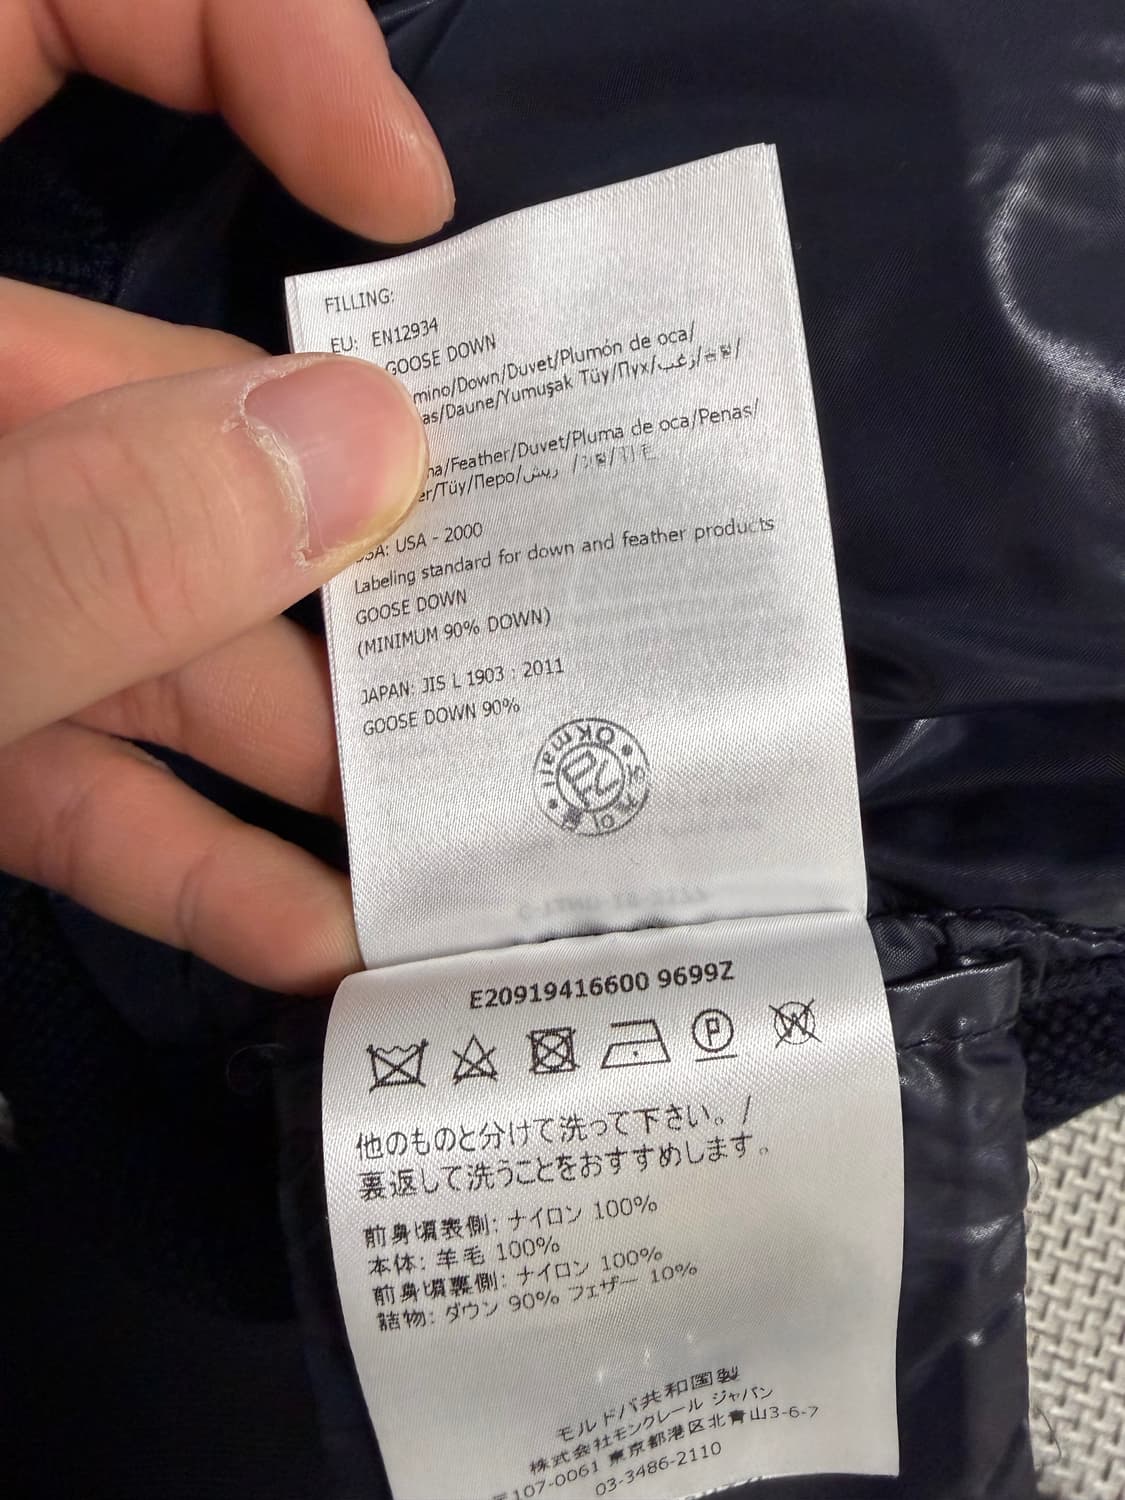 FILLING:
EU: EN12934
GOOSE DOWN
mino/Down/Duvet/Plumón de oca/
as/Daune/Yumuşak Tüy/Пух/زغب/
na/Feather/Duvet/Pluma de oca/Penas/
er/Tüy/Перо/ريش/
USA: USA - 2000
Labeling standard for down and feather products
GOOSE DOWN
(MINIMUM 90% DOWN)
JAPAN: JIS L 1903 : 2011
GOOSE DOWN 90%
OKmall
E20919416600 9699Z
P
W
他のものと分けて洗って下さい。/
裏返して洗うことをおすすめします。
前身頃表側: ナイロン 100%
本体: 羊毛 100%
前身頃裏側: ナイロン 100%
詰物: ダウン 90% フェザー 10%
モルドバ共和国製
株式会社モンクレール ジャパン
〒107-0061 東京都港区北青山3-6-7
03-3486-2110